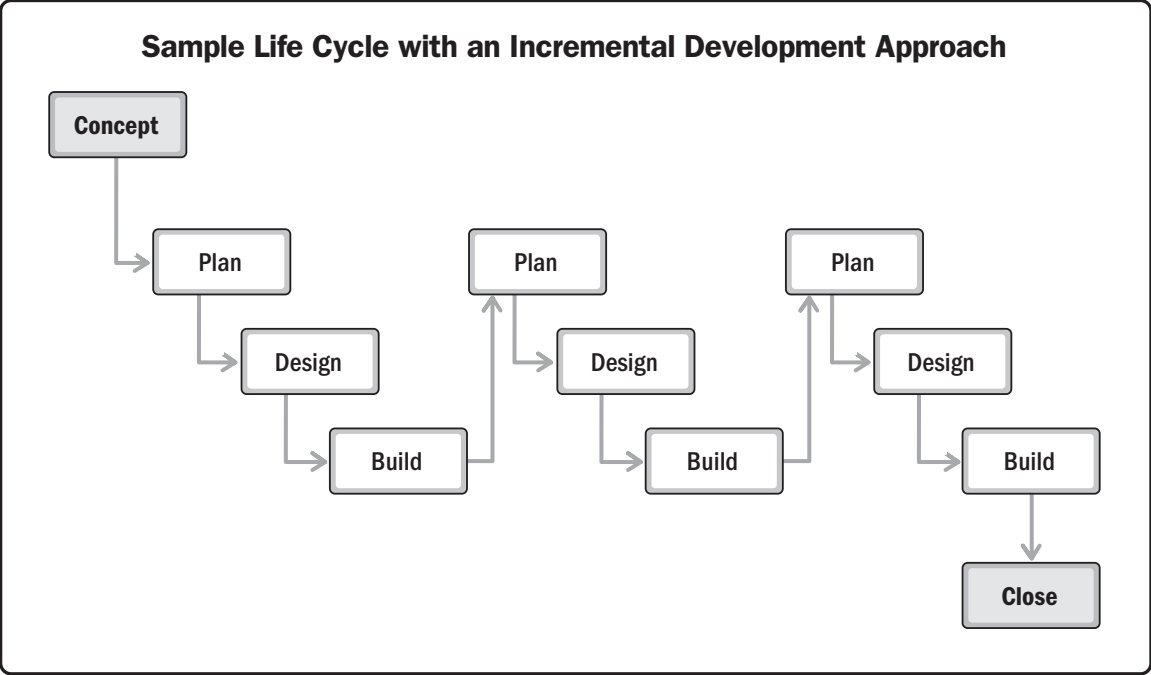 Sample Life Cycle with an Incremental Development Approach
Concept
Plan
Design
Build
Plan
Design
Build
Plan
Design
Build
Close